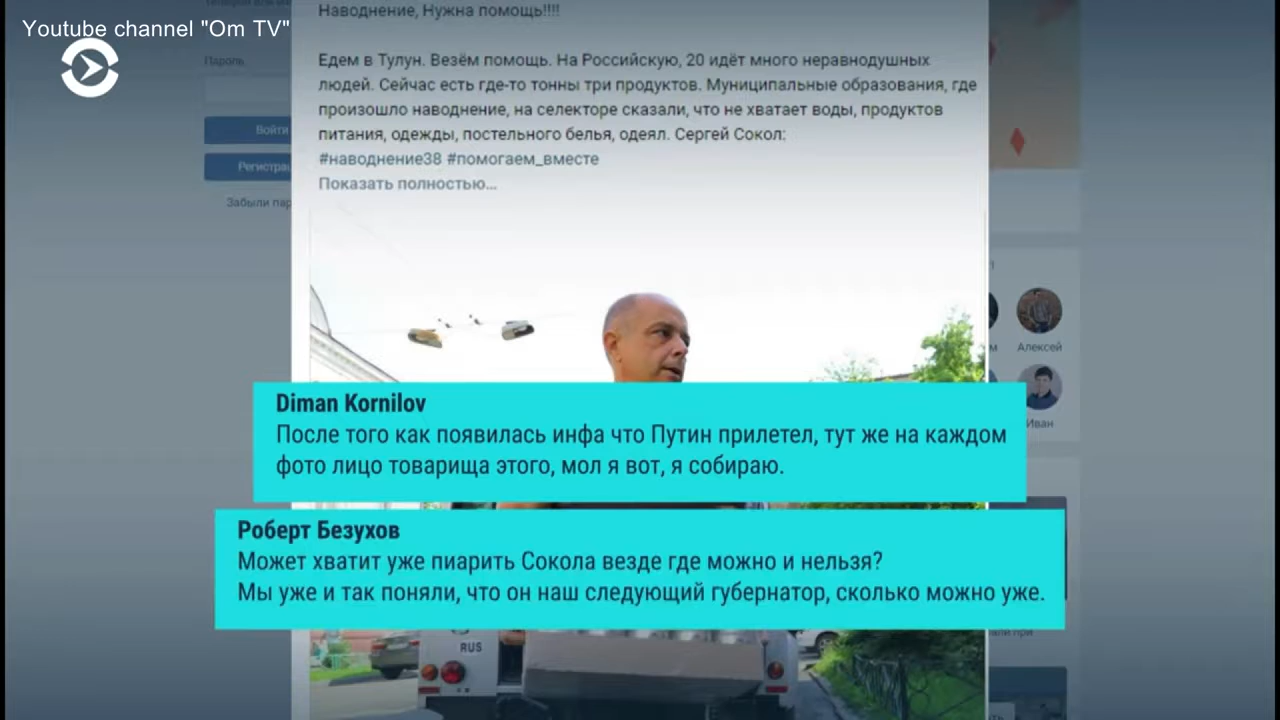 Youtube channel "Om TV"
Наводнение, Нужна помощь!!!!
Едем в Тулун. Везём помощь. На Российскую, 20 идёт много неравнодушных
людей. Сейчас есть где-то тонны три продуктов. Муниципальные образования, где
произошло наводнение, на селекторе сказали, что не хватает воды, продуктов
питания, одежды, постельного белья, одеял. Сергей Сокол:
#наводнение38 #помогаем_вместе
Показать полностью...
Пароль
Войти
Регистрац
Забыли пар
Алексей
Иван
Diman Kornilov
После того как появилась инфа что Путин прилетел, тут же на каждом
фото лицо товарища этого, мол я вот, я собираю.
Роберт Безухов
Может хватит уже пиарить Сокола везде где можно и нельзя?
Мы уже и так поняли, что он наш следующий губернатор, сколько можно уже.
RUS